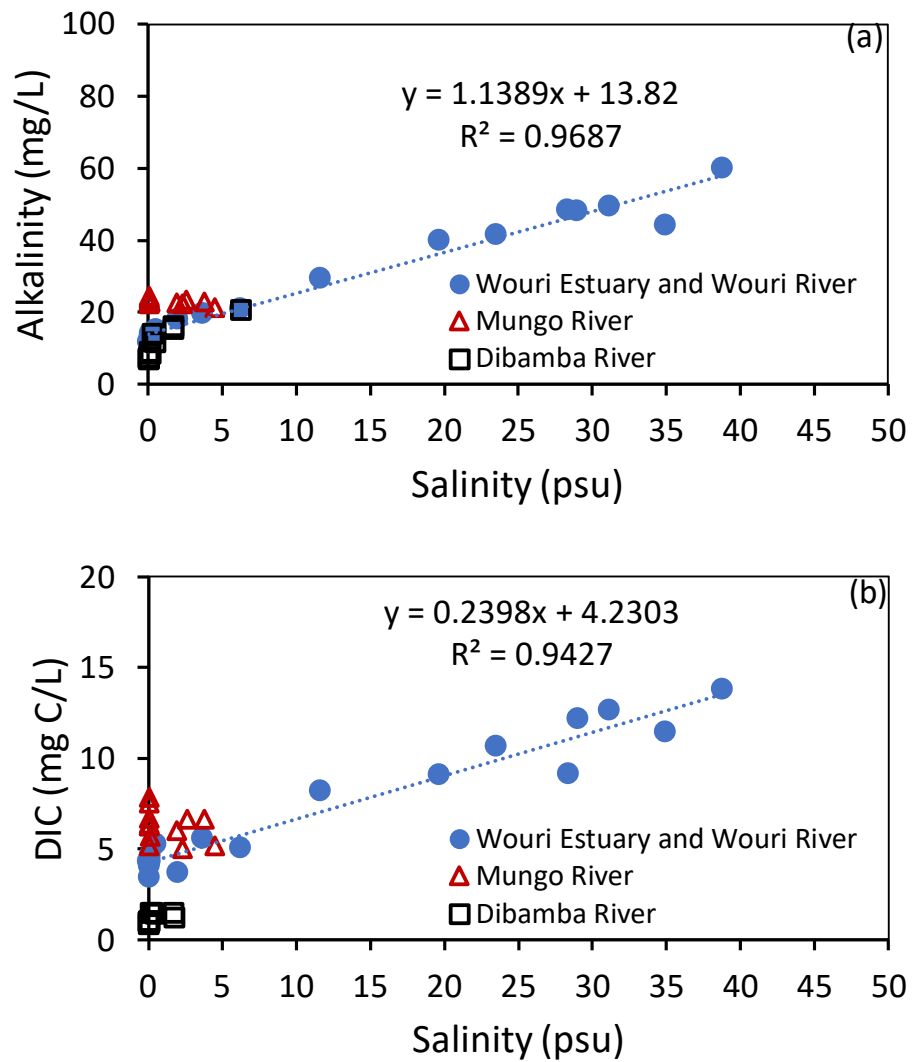 (a)
y = 1.1389x + 13.82
R² = 0.9687
Alkalinity (mg/L)
100
80
60
40
20
0
Wouri Estuary and Wouri River
Mungo River
Dibamba River
0 5 10 15 20 25 30 35 40 45 50
Salinity (psu)
(b)
y = 0.2398x + 4.2303
R² = 0.9427
DIC (mg C/L)
20
15
10
5
0
Wouri Estuary and Wouri River
Mungo River
Dibamba River
0 5 10 15 20 25 30 35 40 45 50
Salinity (psu)